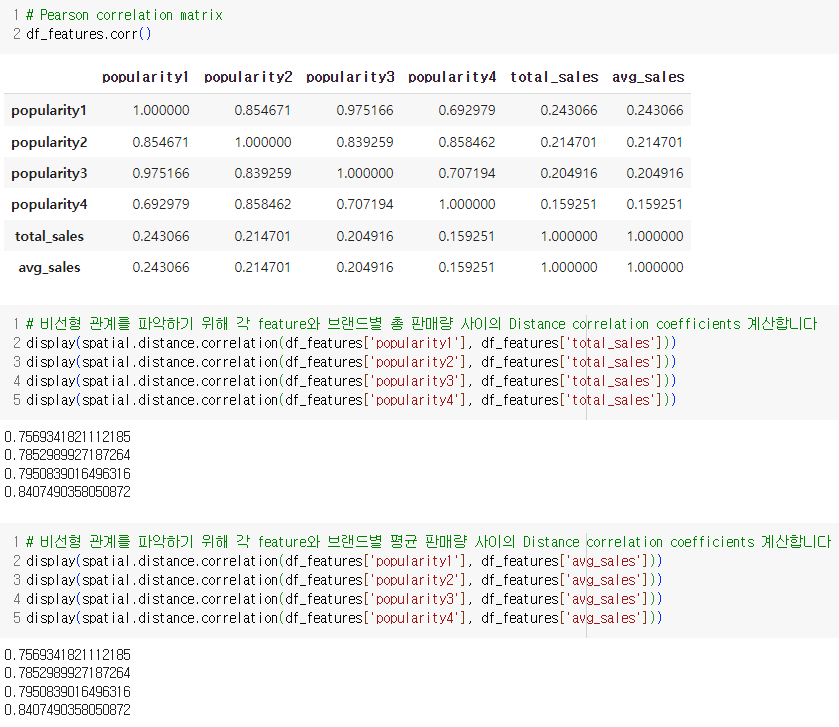 1 # Pearson correlation matrix
2 df_features.corr()
popularity1 popularity2 popularity3 popularity4 total_sales avg_sales
popularity1 1.000000 0.854671 0.975166 0.692979 0.243066 0.243066
popularity2 0.854671 1.000000 0.839259 0.858462 0.214701 0.214701
popularity3 0.975166 0.839259 1.000000 0.707194 0.204916 0.204916
popularity4 0.692979 0.858462 0.707194 1.000000 0.159251 0.159251
total_sales 0.243066 0.214701 0.204916 0.159251 1.000000 1.000000
avg_sales 0.243066 0.214701 0.204916 0.159251 1.000000 1.000000
1 # 비선형 관계를 파악하기 위해 각 feature와 브랜드별 총 판매량 사이의 Distance correlation coefficients 계산합니다
2 display(spatial.distance.correlation(df_features['popularity1'], df_features['total_sales']))
3 display(spatial.distance.correlation(df_features['popularity2'], df_features['total_sales']))
4 display(spatial.distance.correlation(df_features['popularity3'], df_features['total_sales']))
5 display(spatial.distance.correlation(df_features['popularity4'], df_features['total_sales']))
0.7569341821112185
0.7852989927187264
0.7950839016496316
0.8407490358050872
1 # 비선형 관계를 파악하기 위해 각 feature와 브랜드별 평균 판매량 사이의 Distance correlation coefficients 계산합니다
2 display(spatial.distance.correlation(df_features['popularity1'], df_features['avg_sales']))
3 display(spatial.distance.correlation(df_features['popularity2'], df_features['avg_sales']))
4 display(spatial.distance.correlation(df_features['popularity3'], df_features['avg_sales']))
5 display(spatial.distance.correlation(df_features['popularity4'], df_features['avg_sales']))
0.7569341821112185
0.7852989927187264
0.7950839016496316
0.8407490358050872